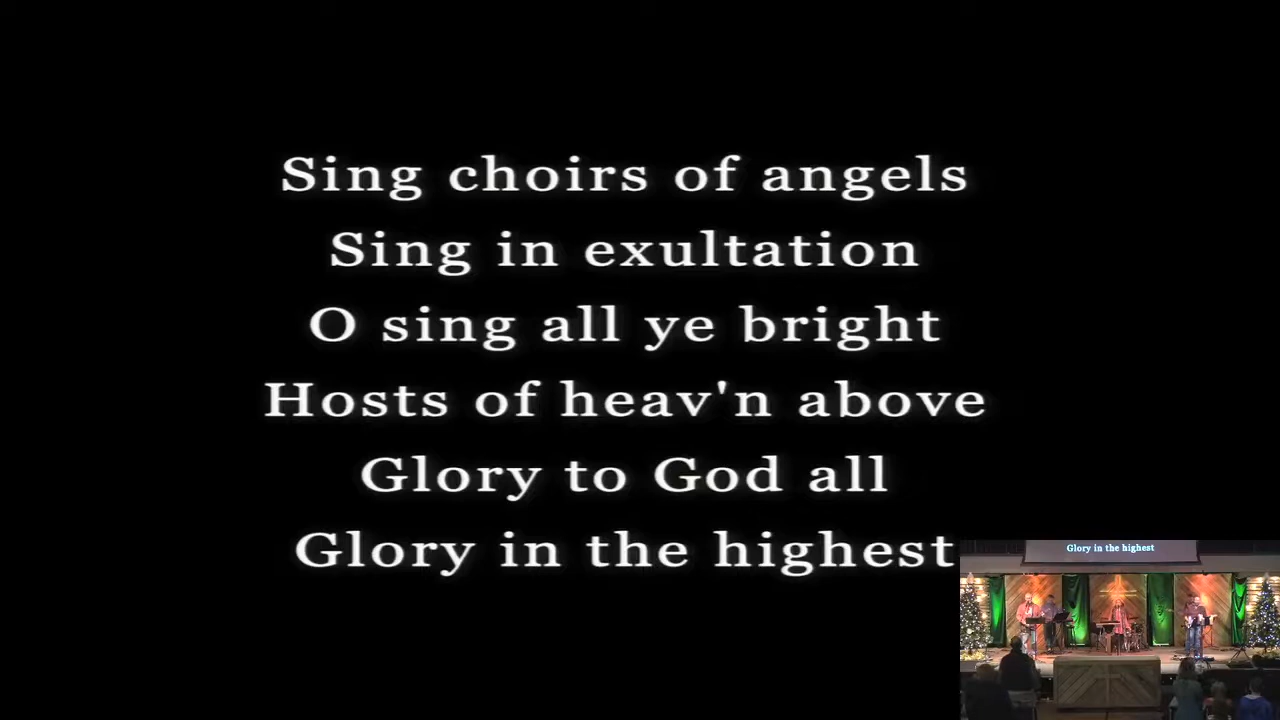 Sing choirs of angels
Sing in exultation
O sing all ye bright
Hosts of heav'n above
Glory to God all
Glory in the highest
Glory in the highest